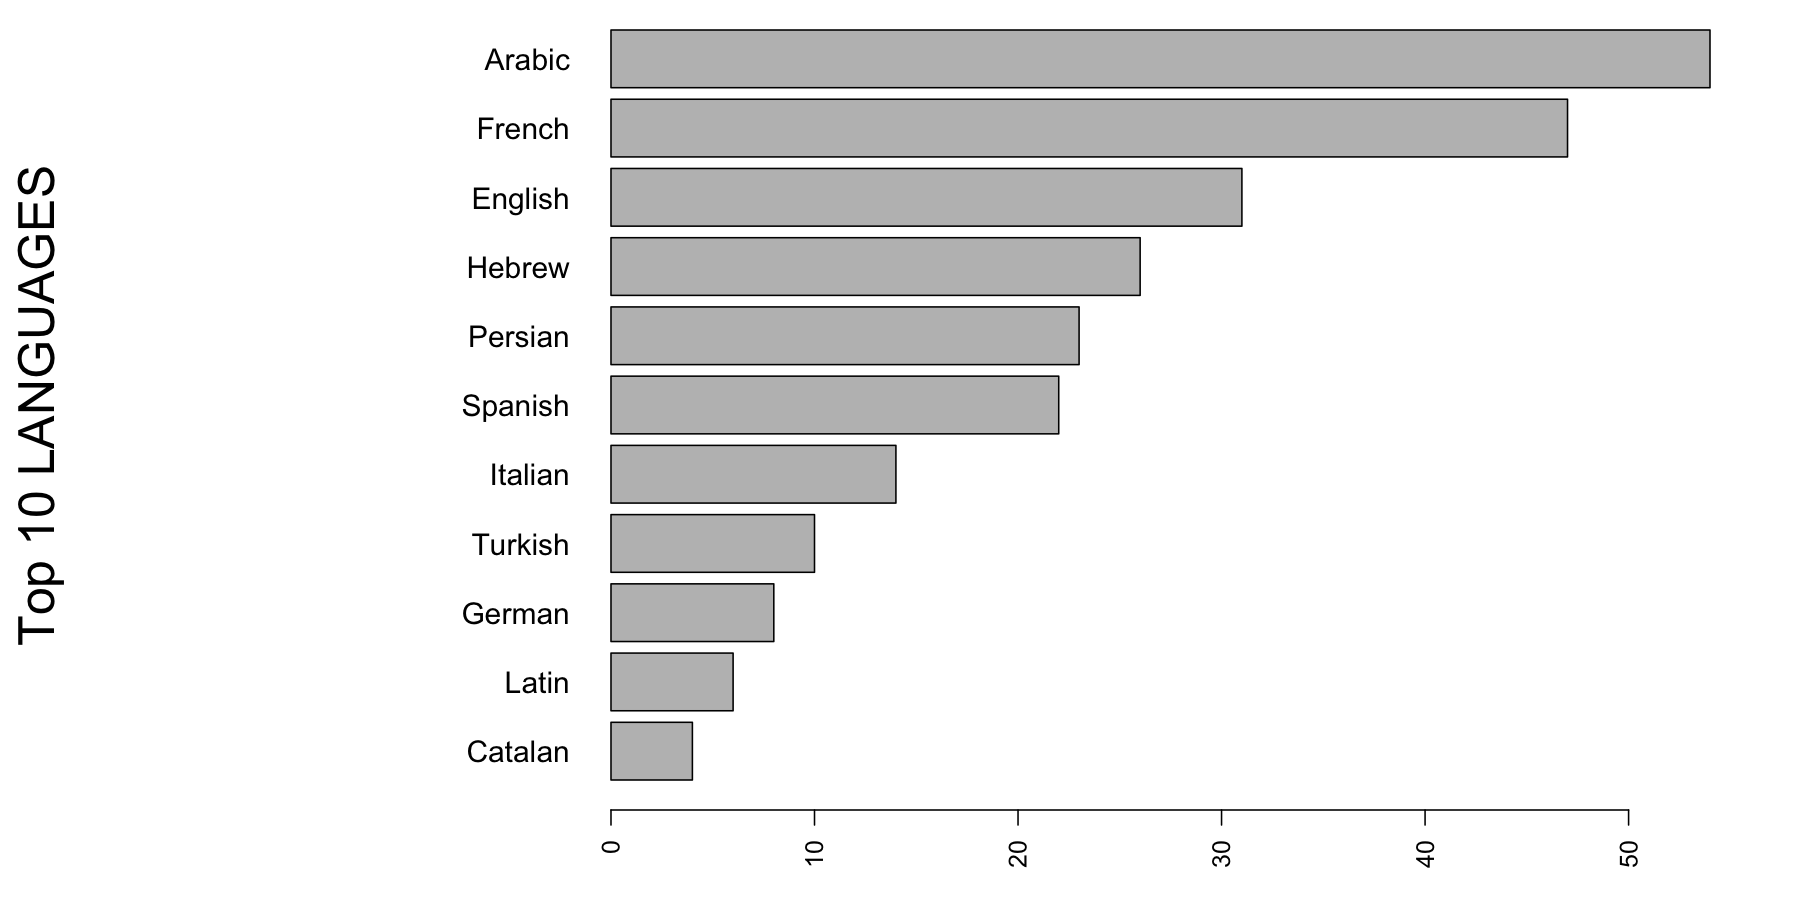 Top 10 LANGUAGES
Arabic
French
English
Hebrew
Persian
Spanish
Italian
Turkish
German
Latin
Catalan
0 10 20 30 40 50